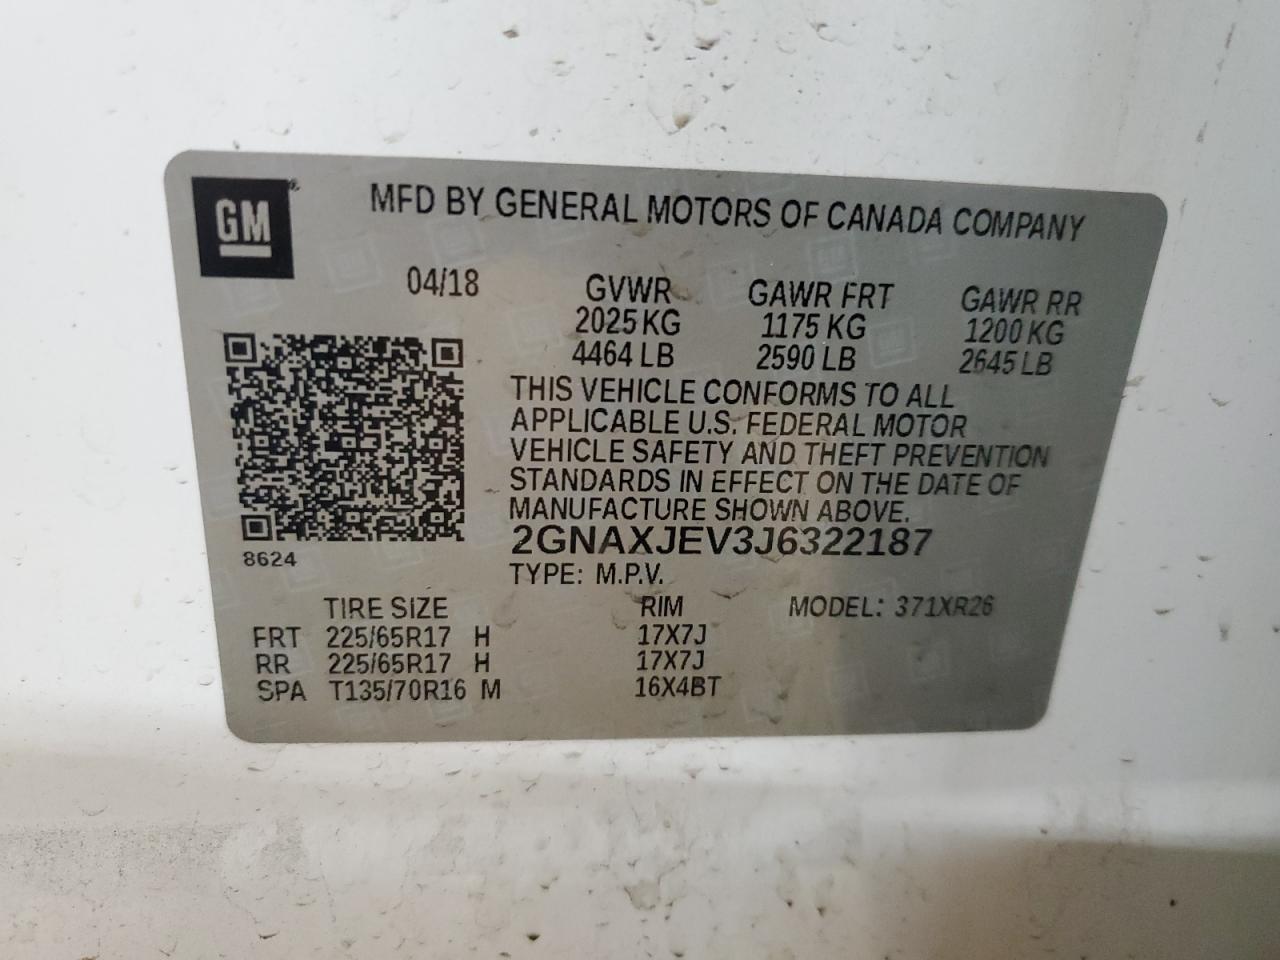 GM
MFD BY GENERAL MOTORS OF CANADA COMPANY
04/18 GVWR GAWR FRT GAWR RR
2025 KG 1175 KG 1200 KG
4464 LB 2590 LB 2645 LB
THIS VEHICLE CONFORMS TO ALL
APPLICABLE U.S. FEDERAL MOTOR
VEHICLE SAFETY AND THEFT PREVENTION
STANDARDS IN EFFECT ON THE DATE OF
MANUFACTURE SHOWN ABOVE.
2GNAXJEV3J6322187
8624
TYPE: M.P.V.
TIRE SIZE RIM MODEL: 371XR26
FRT 225/65R17 H 17X7J
RR 225/65R17 H 17X7J
SPA T135/70R16 M 16X4BT